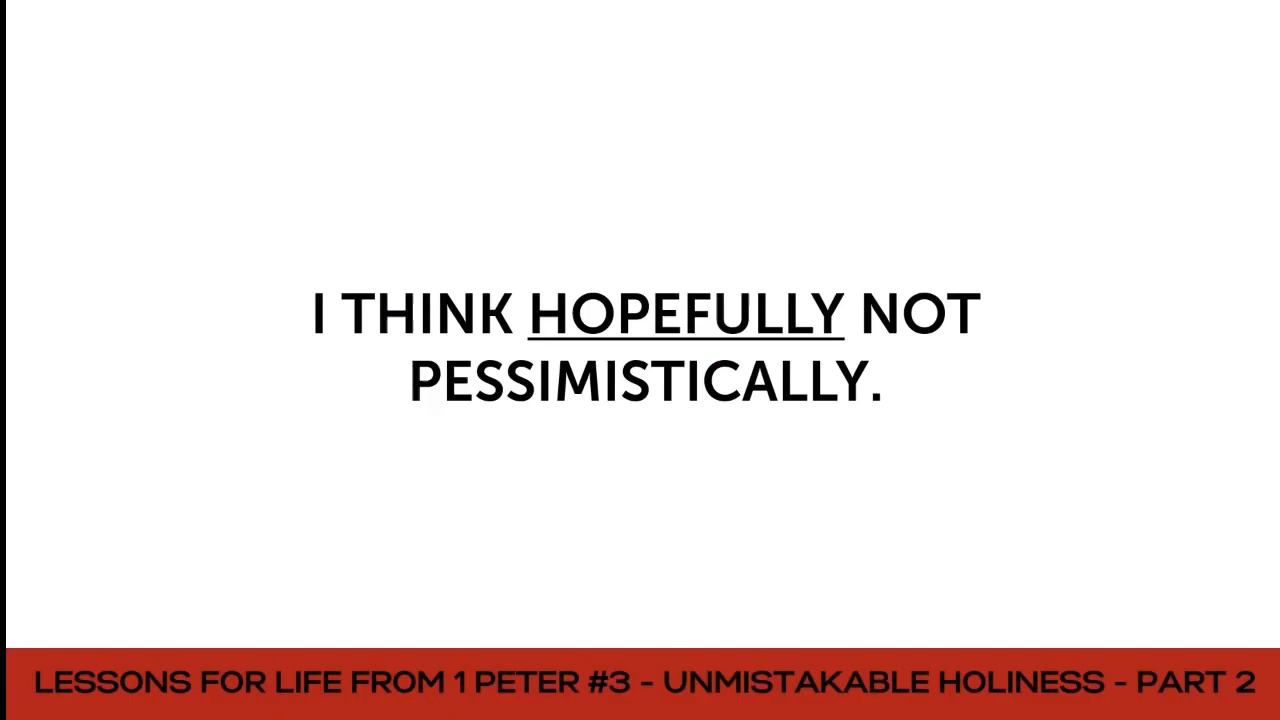 I THINK HOPEFULLY NOT
PESSIMISTICALLY.
LESSONS FOR LIFE FROM 1 PETER #3 - UNMISTAKABLE HOLINESS - PART 2